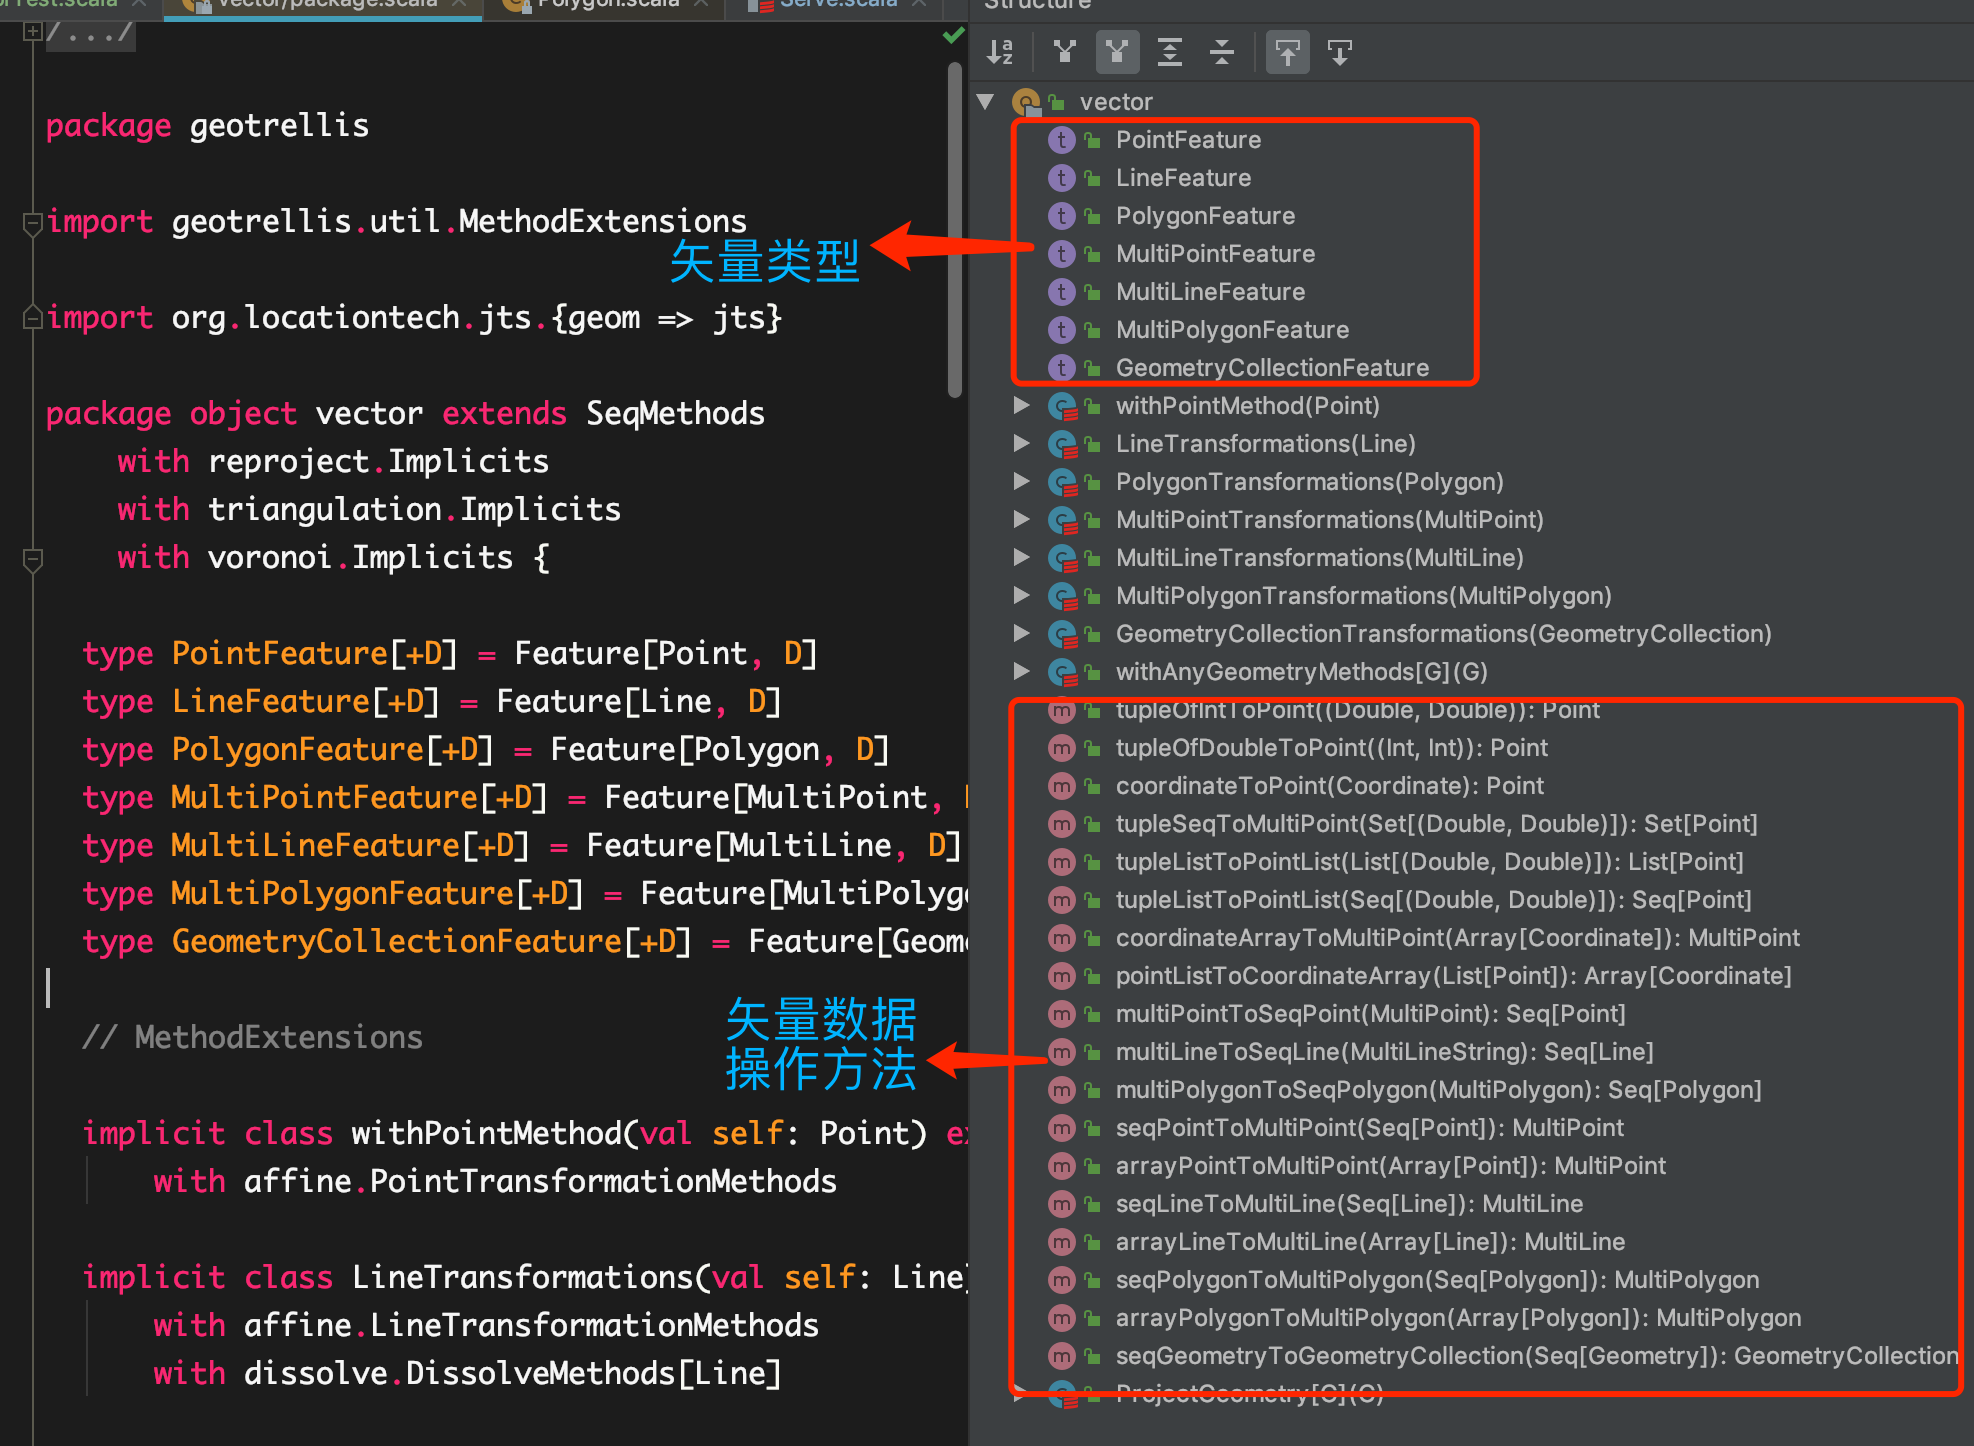 vector/package.scala
Polygon.scala
Serve.scala
Structure
/.../
package geotrellis
import geotrellis.util.MethodExtensions
import org.locationtech.jts.{geom => jts}
package object vector extends SeqMethods
with reproject.Implicits
with triangulation.Implicits
with voronoi.Implicits {
type PointFeature[+D] = Feature[Point, D]
type LineFeature[+D] = Feature[Line, D]
type PolygonFeature[+D] = Feature[Polygon, D]
type MultiPointFeature[+D] = Feature[MultiPoint,
type MultiLineFeature[+D] = Feature[MultiLine, D]
type MultiPolygonFeature[+D] = Feature[MultiPolyg
type GeometryCollectionFeature[+D] = Feature[Geom
// MethodExtensions
implicit class withPointMethod(val self: Point) ex
with affine.PointTransformationMethods
implicit class LineTransformations(val self: Line
with affine.LineTransformationMethods
with dissolve.DissolveMethods[Line]
矢量类型
矢量数据
操作方法
vector
PointFeature
LineFeature
PolygonFeature
MultiPointFeature
MultiLineFeature
MultiPolygonFeature
GeometryCollectionFeature
withPointMethod(Point)
LineTransformations(Line)
PolygonTransformations(Polygon)
MultiPointTransformations(MultiPoint)
MultiLineTransformations(MultiLine)
MultiPolygonTransformations(MultiPolygon)
GeometryCollectionTransformations(GeometryCollection)
withAnyGeometryMethods[G](G)
tupleOfIntToPoint((Double, Double)): Point
tupleOfDoubleToPoint((Int, Int)): Point
coordinateToPoint(Coordinate): Point
tupleSeqToMultiPoint(Set[(Double, Double)]): Set[Point]
tupleListToPointList(List[(Double, Double)]): List[Point]
tupleListToPointList(Seq[(Double, Double)]): Seq[Point]
coordinateArrayToMultiPoint(Array[Coordinate]): MultiPoint
pointListToCoordinateArray(List[Point]): Array[Coordinate]
multiPointToSeqPoint(MultiPoint): Seq[Point]
multiLineToSeqLine(MultiLineString): Seq[Line]
multiPolygonToSeqPolygon(MultiPolygon): Seq[Polygon]
seqPointToMultiPoint(Seq[Point]): MultiPoint
arrayPointToMultiPoint(Array[Point]): MultiPoint
seqLineToMultiLine(Seq[Line]): MultiLine
arrayLineToMultiLine(Array[Line]): MultiLine
seqPolygonToMultiPolygon(Seq[Polygon]): MultiPolygon
arrayPolygonToMultiPolygon(Array[Polygon]): MultiPolygon
seqGeometryToGeometryCollection(Seq[Geometry]): GeometryCollection
ProjectGeometry[G](G)